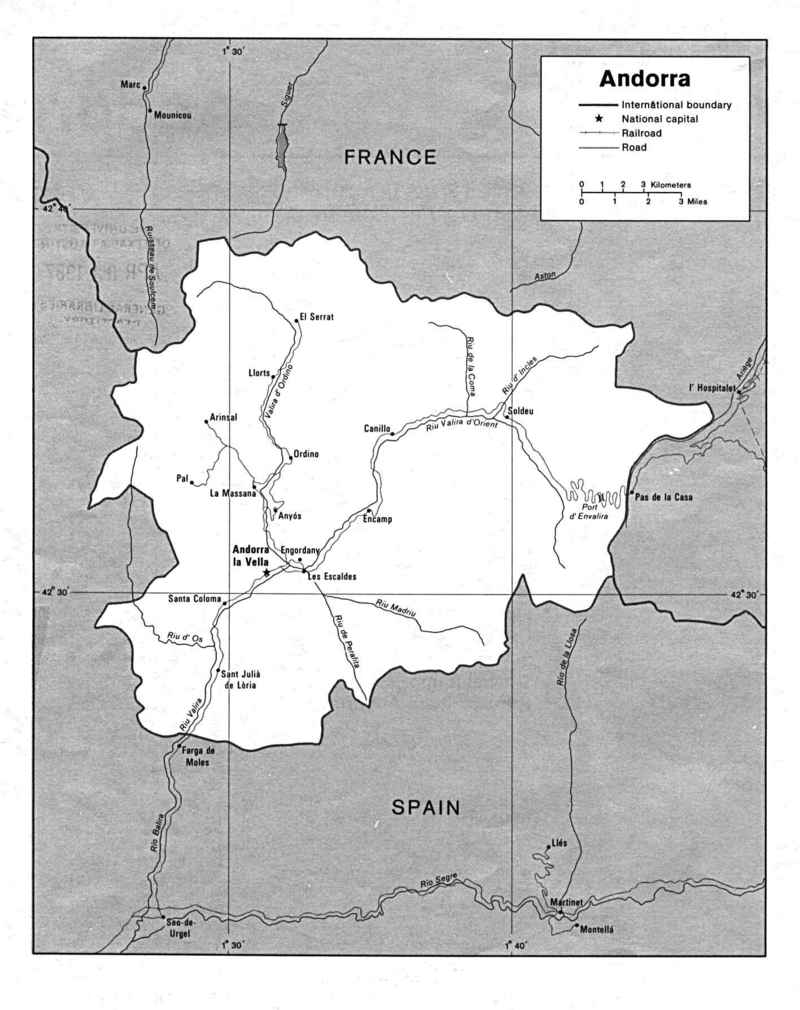 1° 30'
Marc
Mounicou
Siguer
FRANCE
Andorra
International boundary
National capital
Railroad
Road
0 1 2 3 Kilometers
0 1 2 3 Miles
42° 40'
Ruisseau de Soulcem
Aston
El Serrat
Llorts
Valira d'Ordino
Riu de la Coma
Riu d'Incles
Ariège
l' Hospitalet
Arinsal
Canillo
Riu Valira d'Orient
Soldeu
Ordino
Pal
La Massana
Anyós
Encamp
Port
d'Envalira
Pas de la Casa
Andorra
la Vella
Engordany
Les Escaldes
42° 30'
42° 30'
Santa Coloma
Riu Madriu
Riu de Peralita
Riu d' Os
Río de la Llosa
Sant Julià
de Lòria
Riu Valira
Farga de
Moles
SPAIN
Río Balira
Llés
Río Segre
Martinet
Montellá
Seo de
Urgel
1° 30'
1° 40'